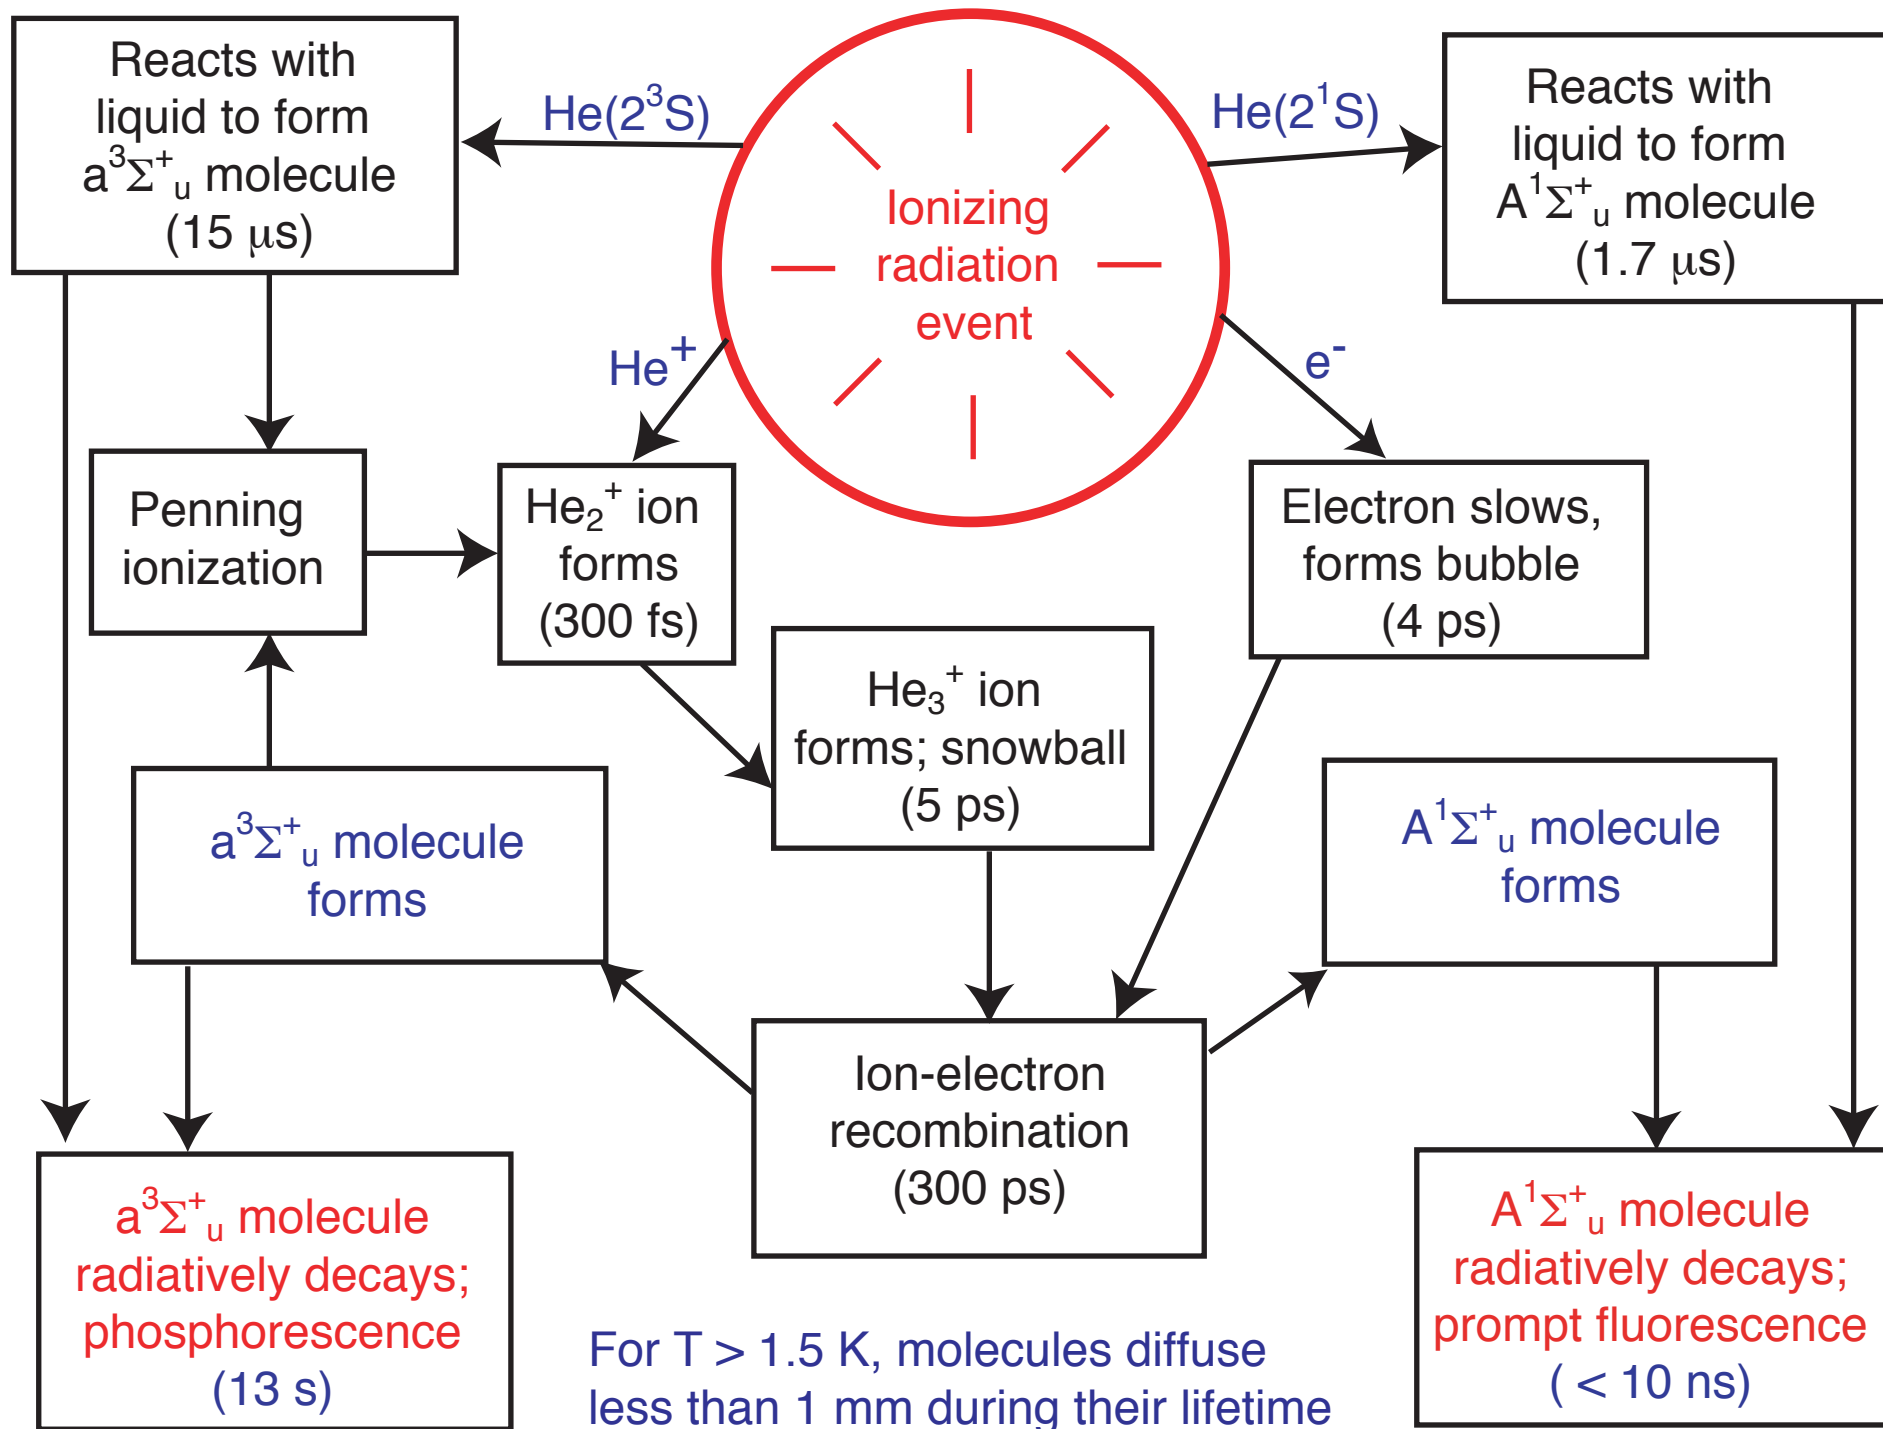 Reacts with
liquid to form
a³Σ⁺ᵤ molecule
(15 μs)
He(2³S)
Ionizing
radiation
event
He(2¹S)
Reacts with
liquid to form
A¹Σ⁺ᵤ molecule
(1.7 μs)
He⁺
e⁻
Penning
ionization
He₂⁺ ion
forms
(300 fs)
Electron slows,
forms bubble
(4 ps)
He₃⁺ ion
forms; snowball
(5 ps)
a³Σ⁺ᵤ molecule
forms
A¹Σ⁺ᵤ molecule
forms
Ion-electron
recombination
(300 ps)
a³Σ⁺ᵤ molecule
radiatively decays;
phosphorescence
(13 s)
A¹Σ⁺ᵤ molecule
radiatively decays;
prompt fluorescence
( < 10 ns)
For T > 1.5 K, molecules diffuse
less than 1 mm during their lifetime